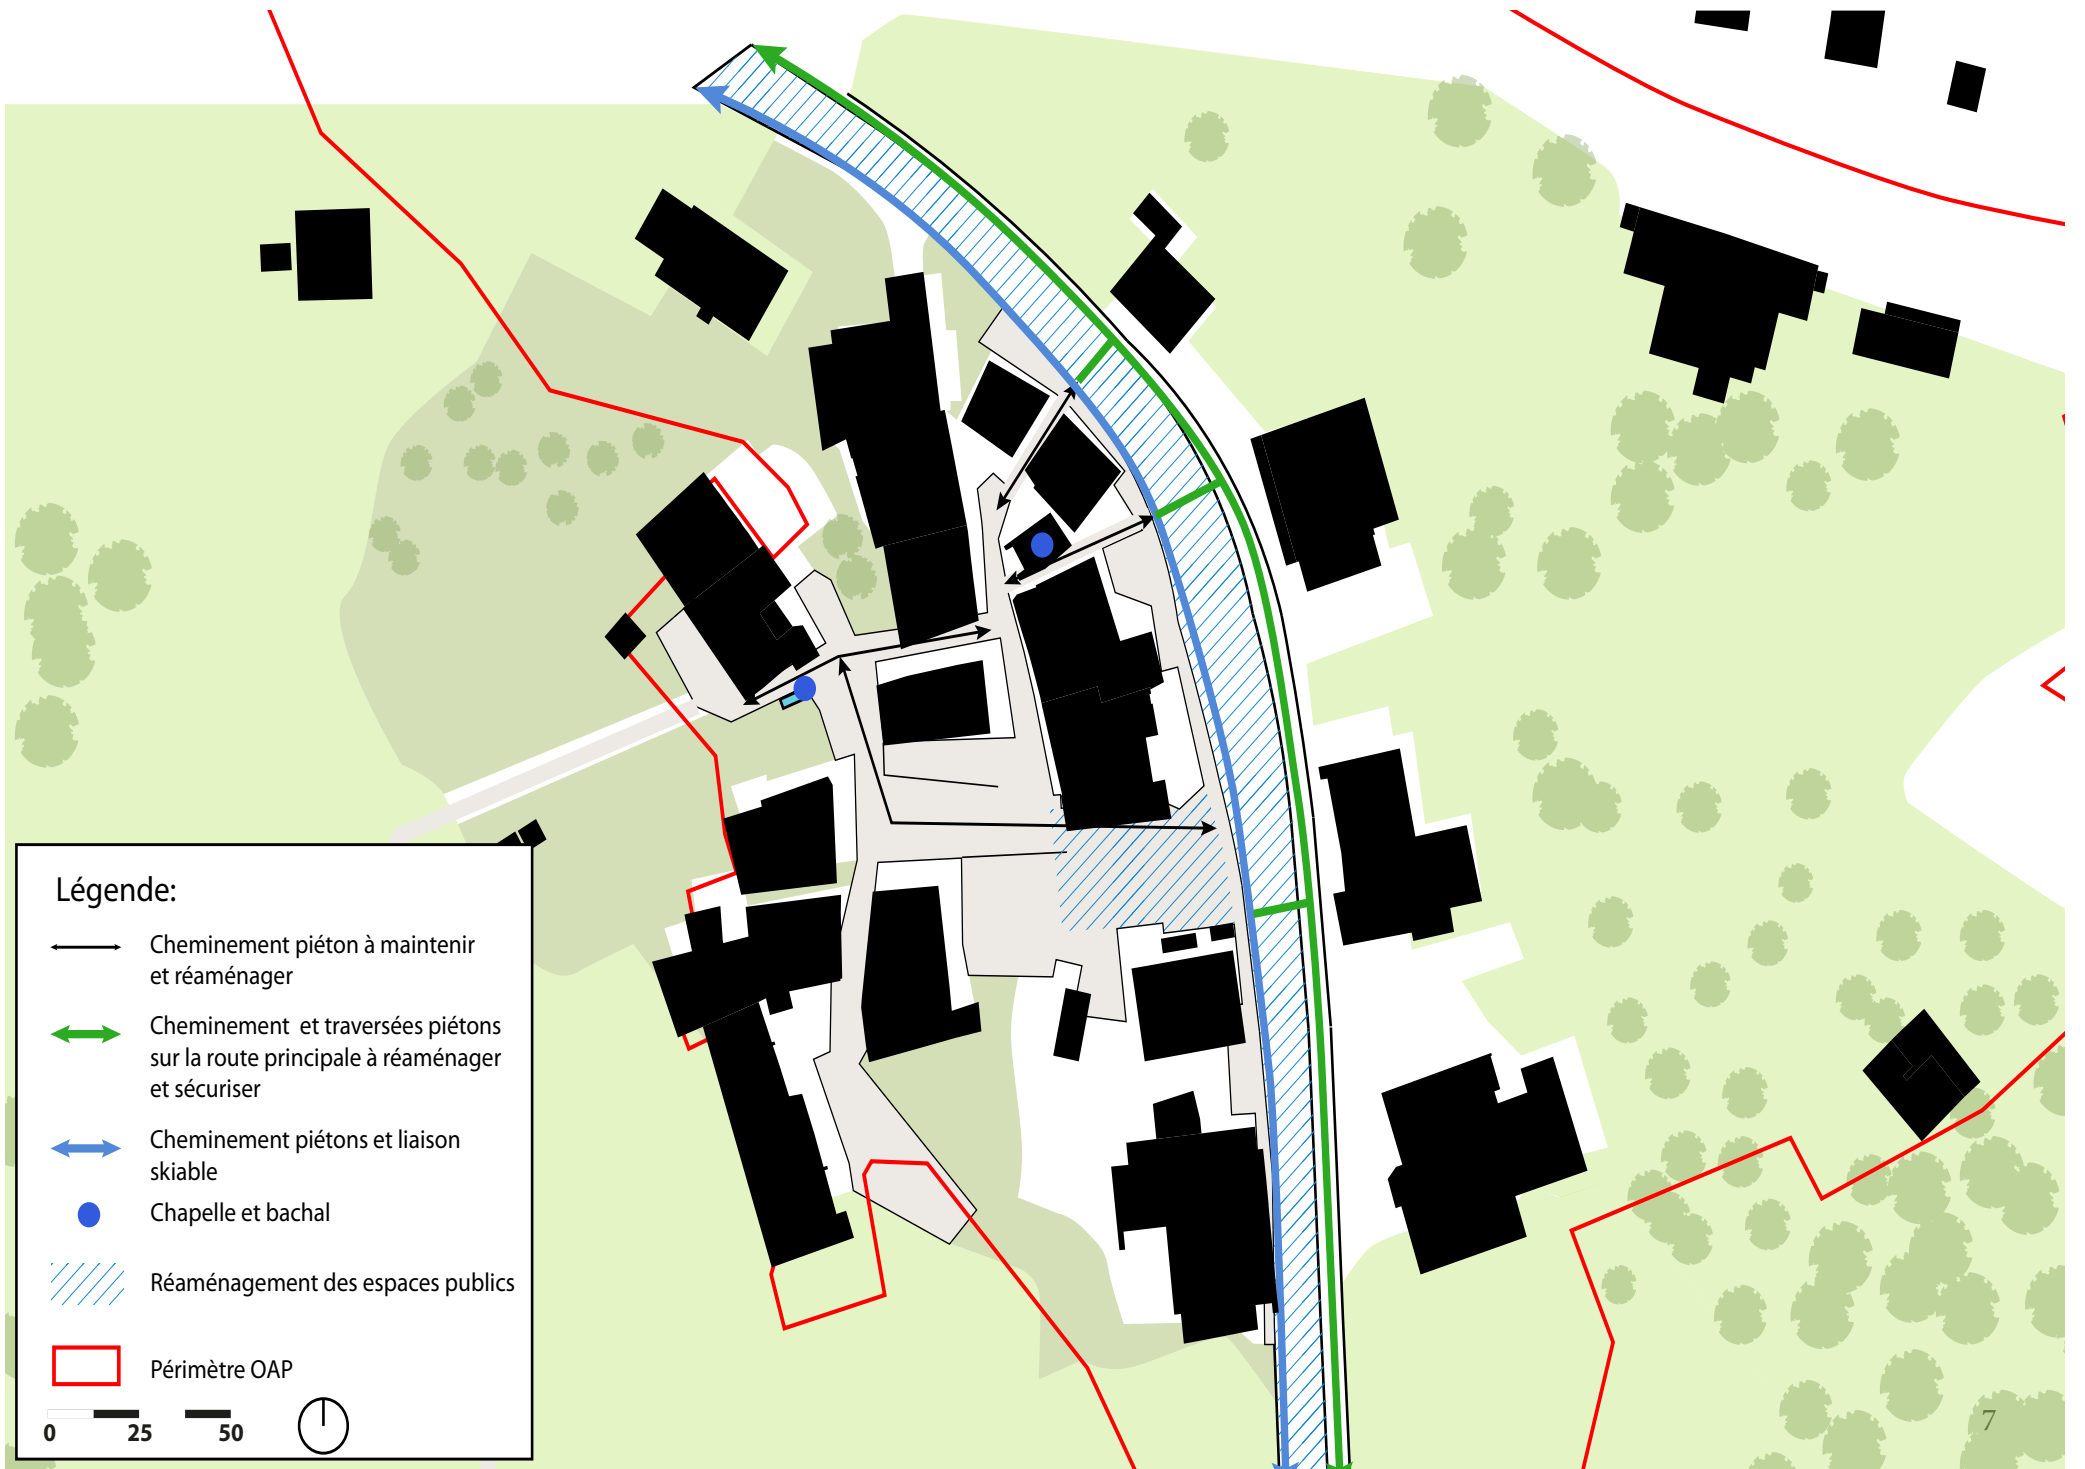 Légende:
Cheminement piéton à maintenir
et réaménager
Cheminement et traversées piétons
sur la route principale à réaménager
et sécuriser
Cheminement piétons et liaison
skiable
Chapelle et bachal
Réaménagement des espaces publics
Périmètre OAP
0 25 50
7